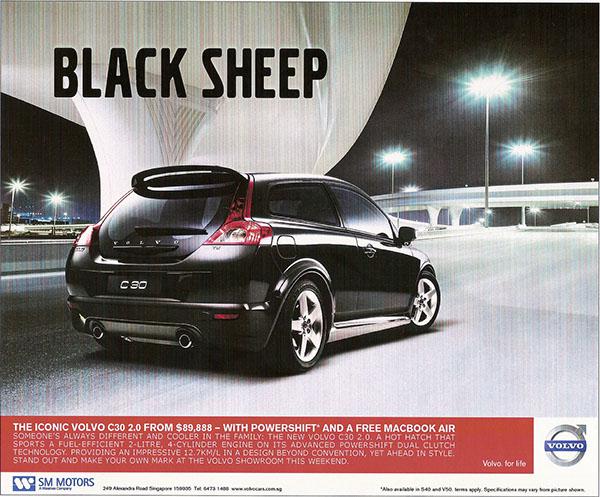 BLACK SHEEP
VOLVO
C30
THE ICONIC VOLVO C30 2.0 FROM $89,888 – WITH POWERSHIFT* AND A FREE MACBOOK AIR
SOMEONE'S ALWAYS DIFFERENT AND COOLER IN THE FAMILY: THE NEW VOLVO C30 2.0. A HOT HATCH THAT
SPORTS A FUEL-EFFICIENT 2-LITRE, 4-CYLINDER ENGINE ON ITS ADVANCED POWERSHIFT DUAL CLUTCH
TECHNOLOGY. PROVIDING AN IMPRESSIVE 12.7KM/L IN A DESIGN BEYOND CONVENTION, YET AHEAD IN STYLE.
STAND OUT AND MAKE YOUR OWN MARK AT THE VOLVO SHOWROOM THIS WEEKEND.
Volvo. for life
VOLVO
SM MOTORS
A Wearnes Company
249 Alexandra Road Singapore 159935 Tel: 6473 1488 www.volvocars.com.sg
*Also available in S40 and V50. terms apply. Specifications may vary from picture shown.